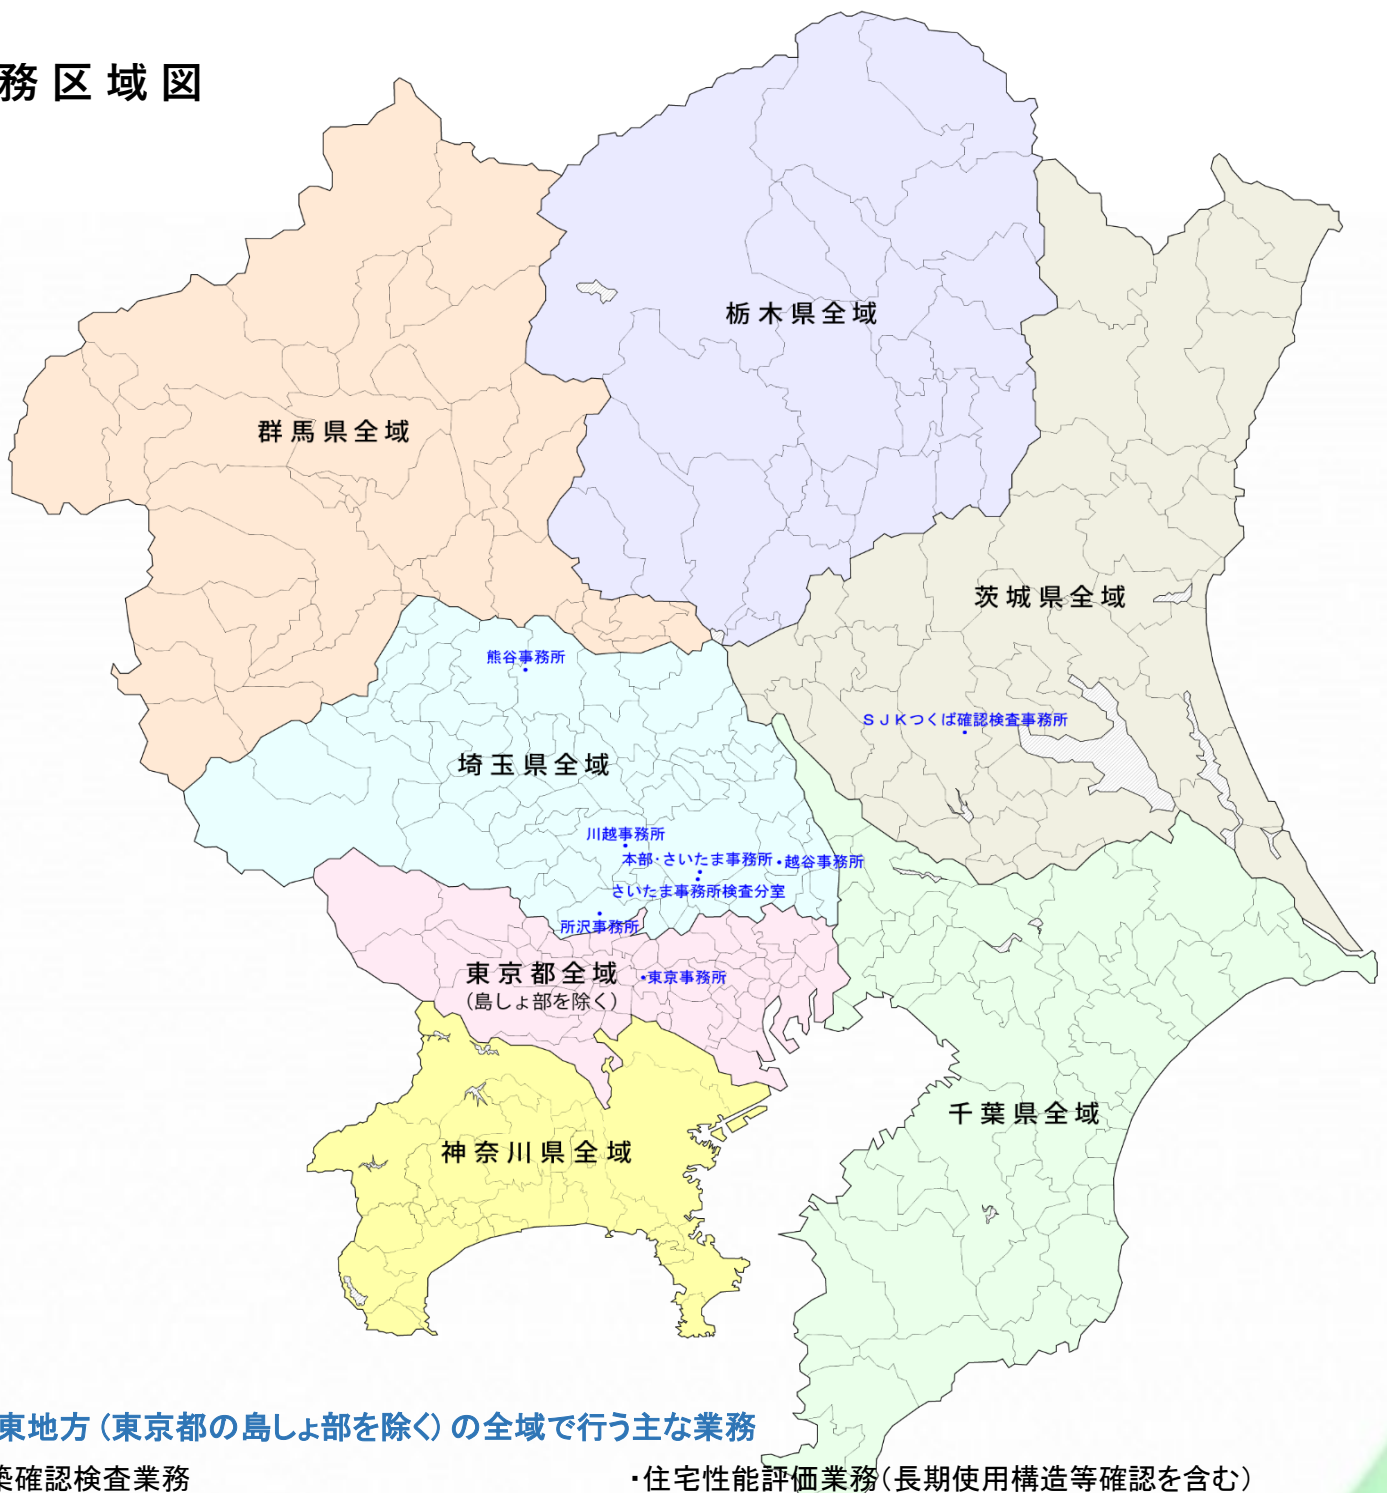 務区域図
栃木県全域
群馬県全域
茨城県全域
熊谷事務所
ＳＪＫつくば確認検査事務所
埼玉県全域
川越事務所
本部・さいたま事務所
越谷事務所
さいたま事務所検査分室
所沢事務所
東京都全域
（島しょ部を除く）
東京事務所
千葉県全域
神奈川県全域
東地方（東京都の島しょ部を除く）の全域で行う主な業務
築確認検査業務
・住宅性能評価業務（長期使用構造等確認を含む）